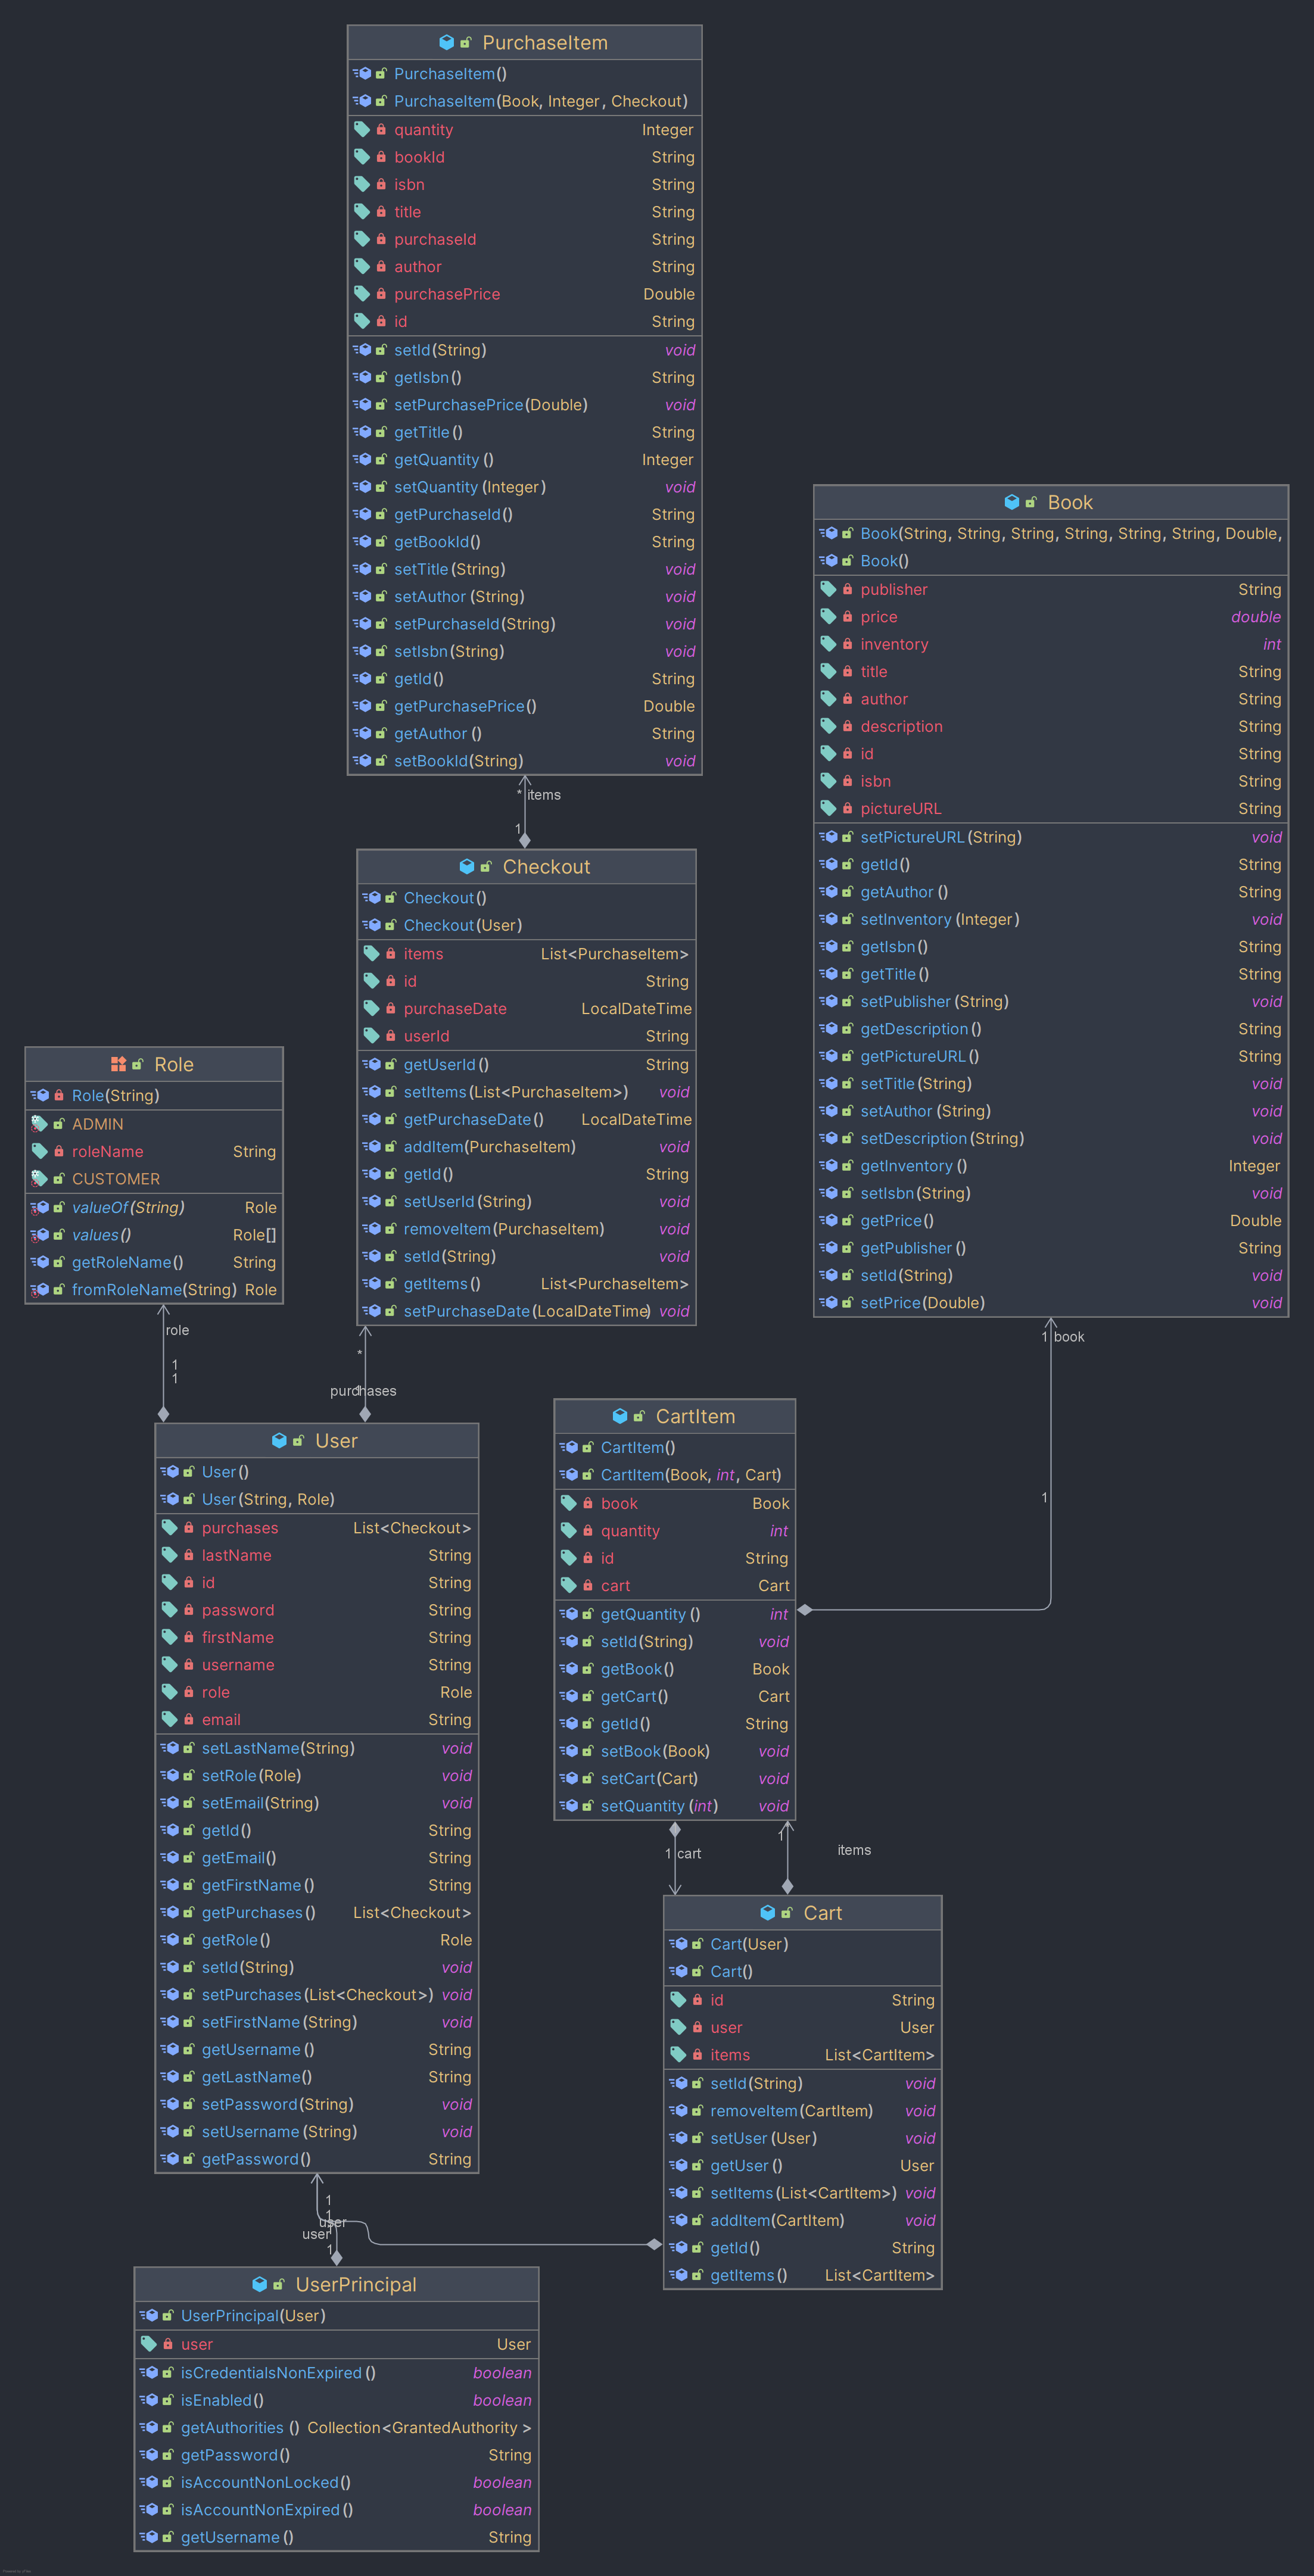 PurchaseItem
PurchaseItem()
PurchaseItem(Book, Integer, Checkout)
quantity Integer
bookId String
isbn String
title String
purchaseId String
author String
purchasePrice Double
id String
setId(String) void
getIsbn() String
setPurchasePrice(Double) void
getTitle() String
getQuantity() Integer
setQuantity(Integer) void
getPurchaseId() String
getBookId() String
setTitle(String) void
setAuthor(String) void
setPurchaseId(String) void
setIsbn(String) void
getId() String
getPurchasePrice() Double
getAuthor() String
setBookId(String) void
* items
1
Book
Book(String, String, String, String, String, String, Double,
Book()
publisher String
price double
inventory int
title String
author String
description String
id String
isbn String
pictureURL String
setPictureURL(String) void
getId() String
getAuthor() String
setInventory(Integer) void
getIsbn() String
getTitle() String
setPublisher(String) void
getDescription() String
getPictureURL() String
setTitle(String) void
setAuthor(String) void
setDescription(String) void
getInventory() Integer
setIsbn(String) void
getPrice() Double
getPublisher() String
setId(String) void
setPrice(Double) void
1 book
1
Checkout
Checkout()
Checkout(User)
items List<PurchaseItem>
id String
purchaseDate LocalDateTime
userId String
getUserId() String
setItems(List<PurchaseItem>) void
getPurchaseDate() LocalDateTime
addItem(PurchaseItem) void
getId() String
setUserId(String) void
removeItem(PurchaseItem) void
setId(String) void
getItems() List<PurchaseItem>
setPurchaseDate(LocalDateTime) void
*
purchases
1
Role
Role(String)
ADMIN
roleName String
CUSTOMER
valueOf(String) Role
values() Role[]
getRoleName() String
fromRoleName(String) Role
role
1
1
User
User()
User(String, Role)
purchases List<Checkout>
lastName String
id String
password String
firstName String
username String
role Role
email String
setLastName(String) void
setRole(Role) void
setEmail(String) void
getId() String
getEmail() String
getFirstName() String
getPurchases() List<Checkout>
getRole() Role
setId(String) void
setPurchases(List<Checkout>) void
setFirstName(String) void
getUsername() String
getLastName() String
setPassword(String) void
setUsername(String) void
getPassword() String
CartItem
CartItem()
CartItem(Book, int, Cart)
book Book
quantity int
id String
cart Cart
getQuantity() int
setId(String) void
getBook() Book
getCart() Cart
getId() String
setBook(Book) void
setCart(Cart) void
setQuantity(int) void
1 cart
1
items
Cart
Cart(User)
Cart()
id String
user User
items List<CartItem>
setId(String) void
removeItem(CartItem) void
setUser(User) void
getUser() User
setItems(List<CartItem>) void
addItem(CartItem) void
getId() String
getItems() List<CartItem>
1
1
user
user
1
UserPrincipal
UserPrincipal(User)
user User
isCredentialsNonExpired() boolean
isEnabled() boolean
getAuthorities() Collection<GrantedAuthority>
getPassword() String
isAccountNonLocked() boolean
isAccountNonExpired() boolean
getUsername() String